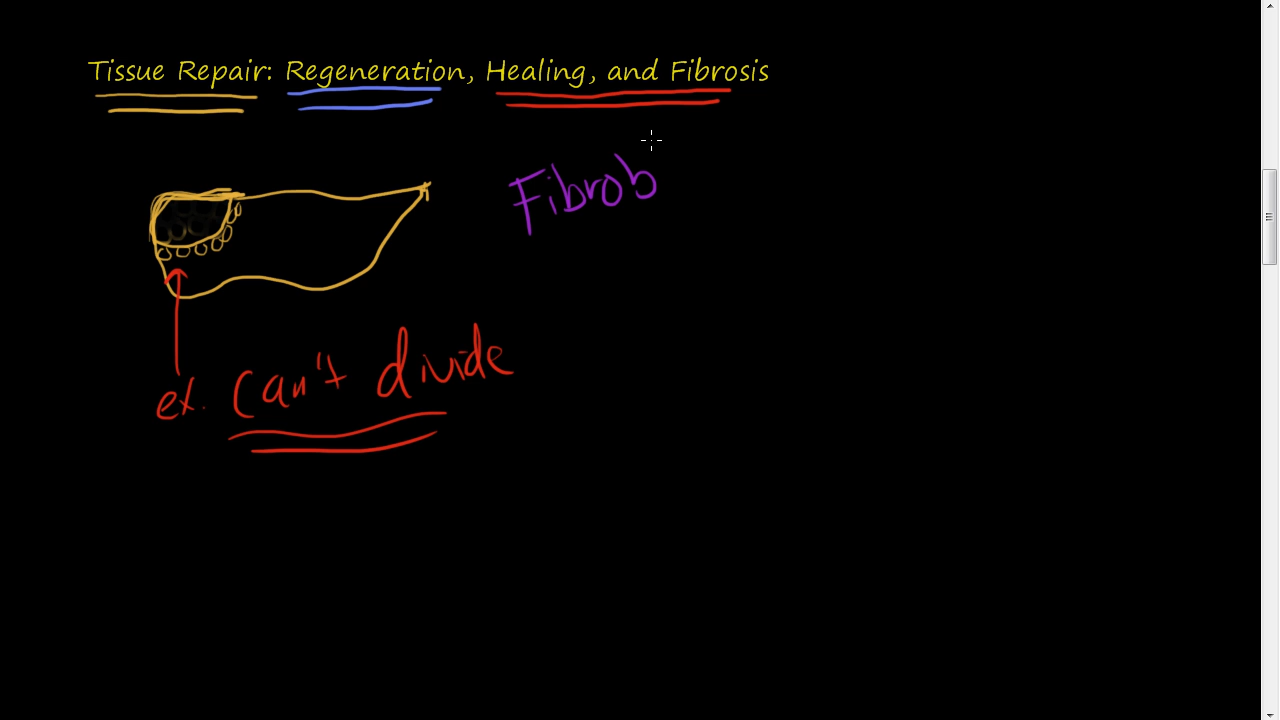 Tissue Repair: Regeneration, Healing, and Fibrosis
Fibrob
ex. Can't divide